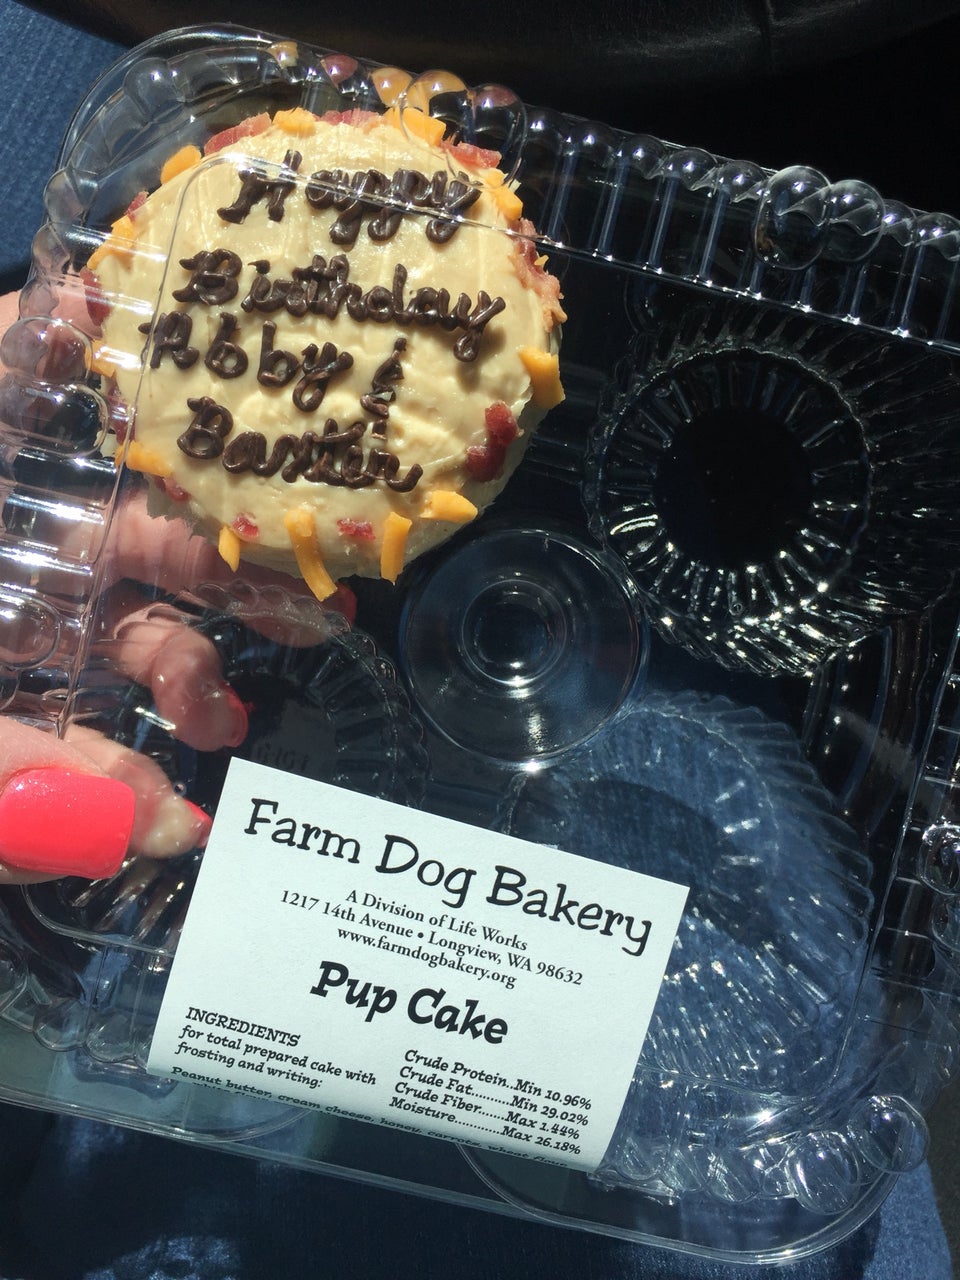 Happy
Birthday
Abby &
Baxter
Farm Dog Bakery
A Division of Life Works
1217 14th Avenue • Longview, WA 98632
www.farmdogbakery.org
Pup Cake
INGREDIENTS
for total prepared cake with
frosting and writing:
Peanut butter, cream cheese, honey, carrots, wheat flour,
Crude Protein..Min 10.96%
Crude Fat..........Min 29.02%
Crude Fiber......Max 1.44%
Moisture............Max 26.18%